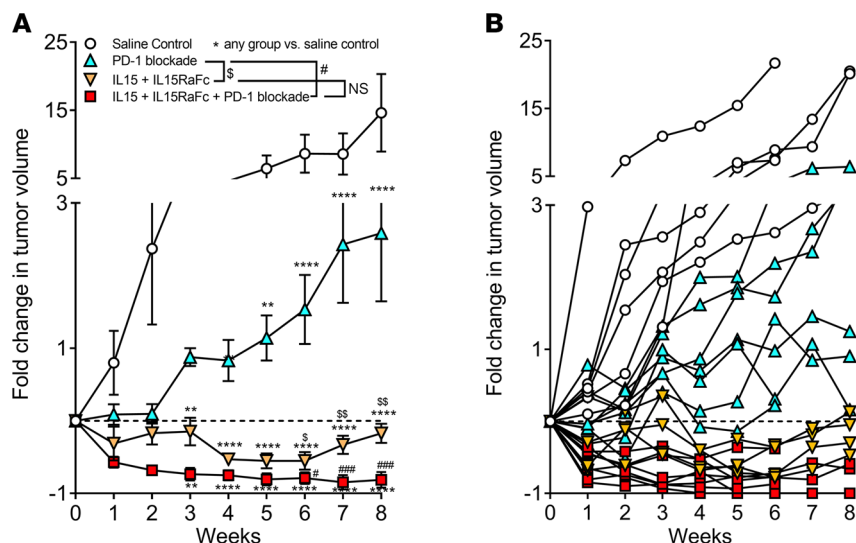 A
Saline Control
* any group vs. saline control
PD-1 blockade
IL15 + IL15RaFc
IL15 + IL15RaFc + PD-1 blockade
$
#
NS
Fold change in tumor volume
25
15
5
3
1
-1
****
****
****
**
**
$$
$$
$
****
****
****
****
****
#
###
###
**
****
****
****
****
****
0 1 2 3 4 5 6 7 8
Weeks
B
Fold change in tumor volume
25
15
5
3
1
-1
0 1 2 3 4 5 6 7 8
Weeks